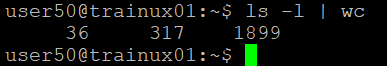 user50@trainux01:~$ ls -l | wc
     36     317    1899
user50@trainux01:~$